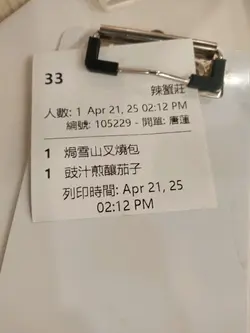 33
辣蟹莊
人數: 1 Apr 21, 25 02:12 PM
編號: 105229 - 開單: 唐蓮
1 焗雪山叉燒包
1 豉汁煎釀茄子
列印時間: Apr 21, 25
02:12 PM